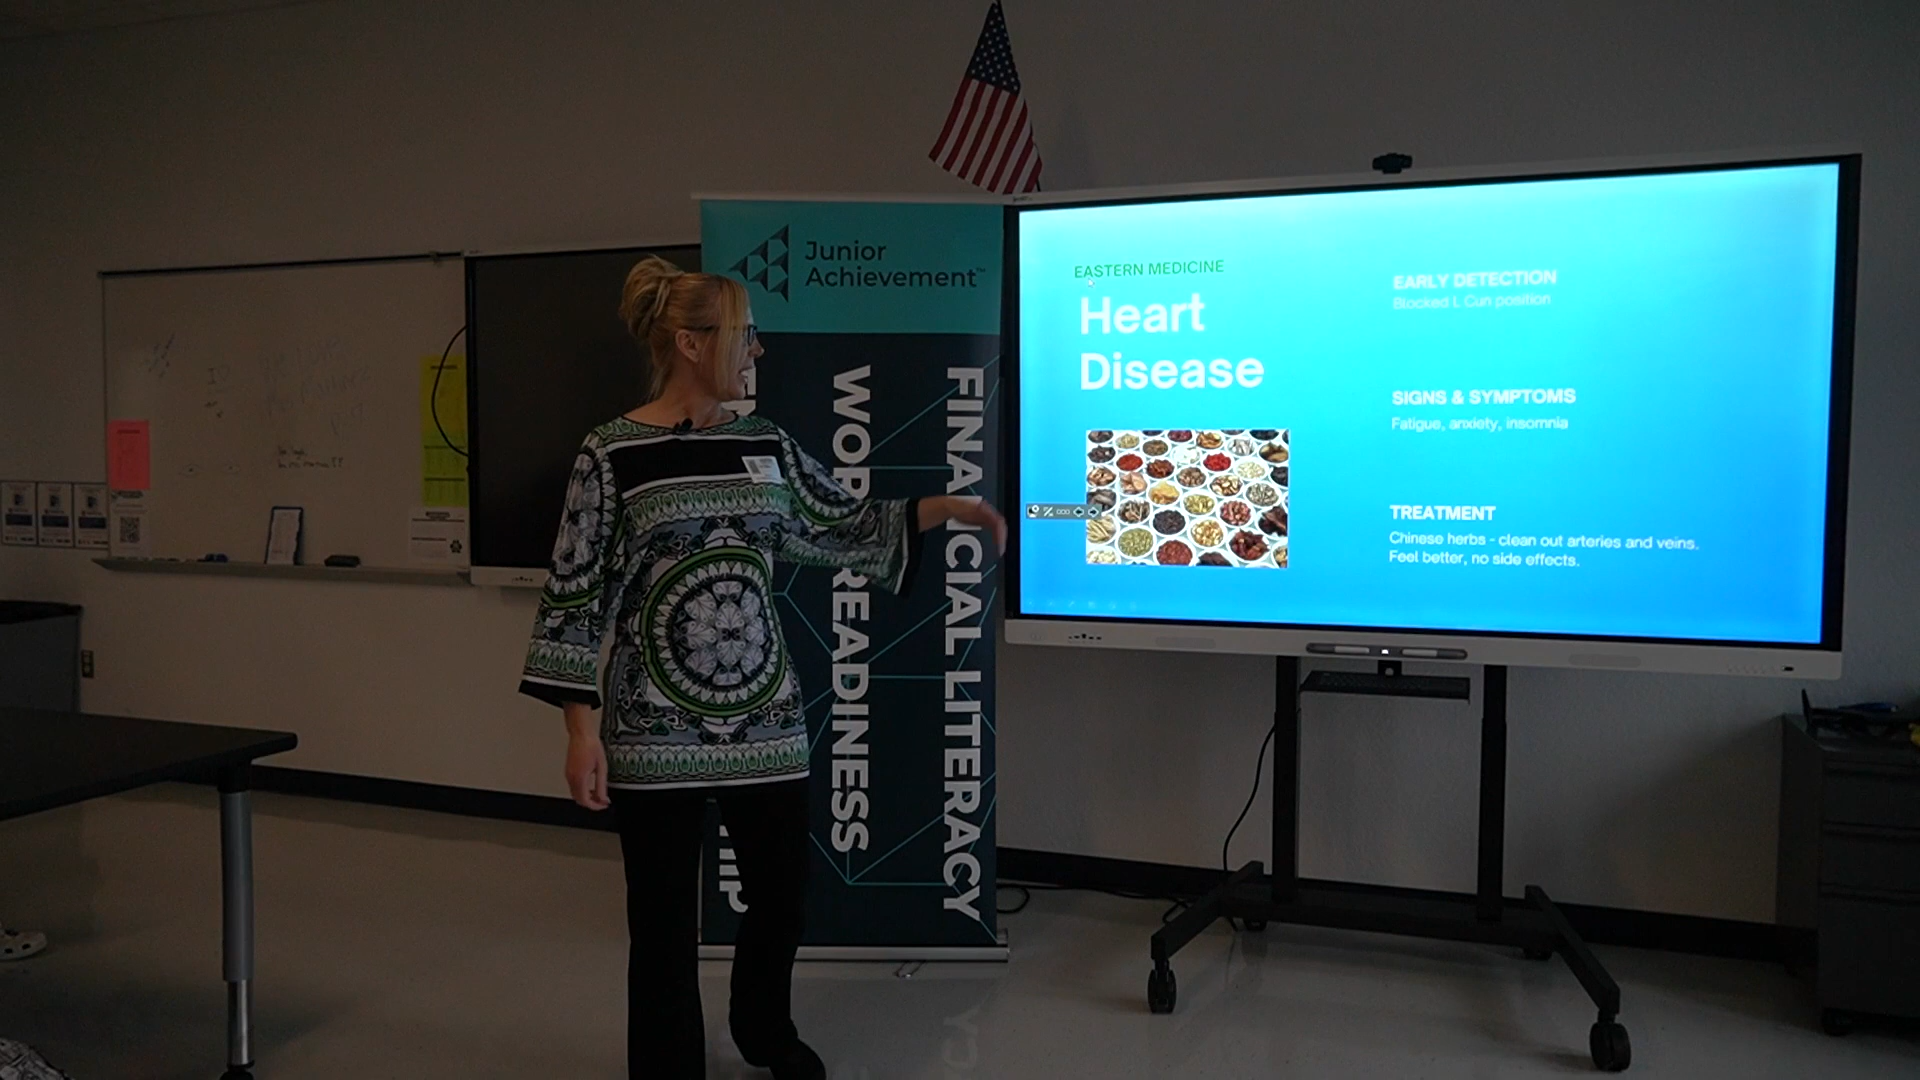 Junior
Achievement™
WORK READINESS
FINANCIAL LITERACY
EASTERN MEDICINE
Heart
Disease
EARLY DETECTION
Blocked L Cun position
SIGNS & SYMPTOMS
Fatigue, anxiety, insomnia
TREATMENT
Chinese herbs - clean out arteries and veins.
Feel better, no side effects.